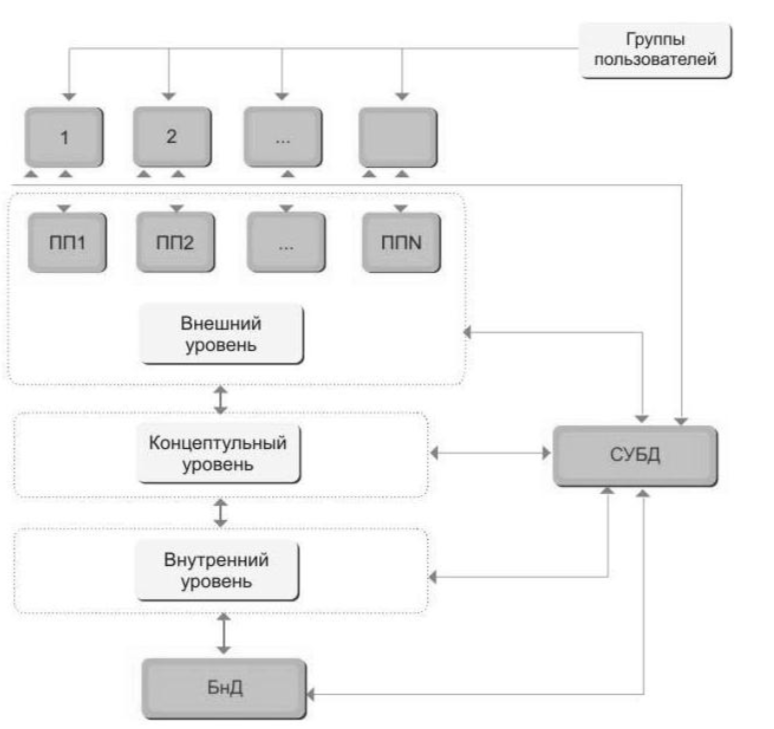 Группы
пользователей
1
2
...
ПП1
ПП2
...
ППN
Внешний
уровень
Концептульный
уровень
СУБД
Внутренний
уровень
БнД